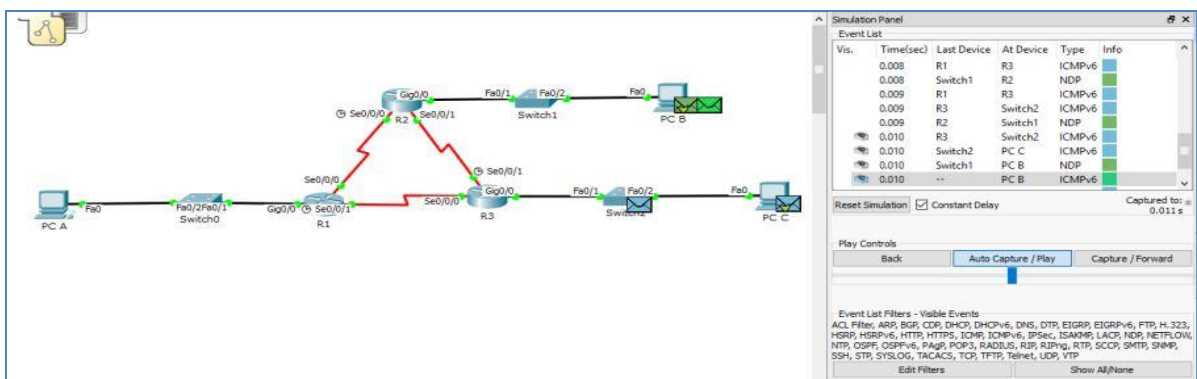 Gig0/0
Fa0/1
Fa0/2
Fa0
Se0/0/0
R2
Se0/0/1
Switch1
PC B
Se0/0/1
Se0/0/0
Gig0/0
Fa0/1
Fa0/2
Fa0
Fa0
Fa0/2Fa0/1
Gig0/0
Se0/0/1
Se0/0/0
R3
PC C
PC A
Switch0
R1
Simulation Panel
Event List
Vis. Time(sec) Last Device At Device Type Info
0.008 R1 R3 ICMPv6
0.008 Switch1 R2 NDP
0.009 R1 R3 ICMPv6
0.009 R3 Switch2 ICMPv6
0.009 R2 Switch1 NDP
0.010 R3 Switch2 ICMPv6
0.010 Switch2 PC C ICMPv6
0.010 Switch1 PC B NDP
0.010 -- PC B ICMPv6
Reset Simulation Constant Delay Captured to:
0.011 s
Play Controls
Back Auto Capture / Play Capture / Forward
Event List Filters - Visible Events
ACL Filter, ARP, BGP, CDP, DHCP, DHCPv6, DNS, DTP, EIGRP, EIGRPv6, FTP, H.323,
HSRP, HSRPv6, HTTP, HTTPS, ICMP, ICMPv6, IPSec, ISAKMP, LACP, NDP, NETFLOW,
NTP, OSPF, OSPFv6, PAgP, POP3, RADIUS, RIP, RIPng, RTP, SCCP, SMTP, SNMP,
SSH, STP, SYSLOG, TACACS, TCP, TFTP, Telnet, UDP, VTP
Edit Filters Show All/None